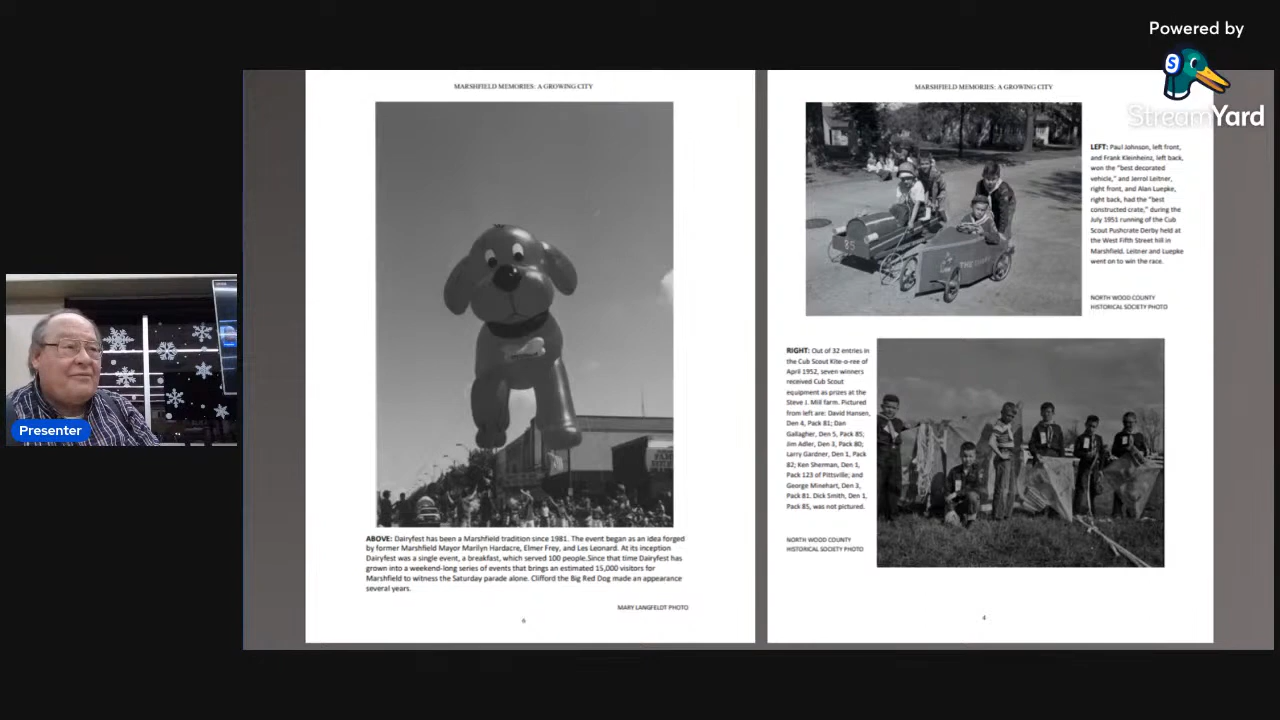 Powered by
StreamYard
MARSHFIELD MEMORIES: A GROWING CITY
ABOVE: Dairyfest has been a Marshfield tradition since 1981. The event began as an idea forged
by former Marshfield Mayor Marilyn Hardacre, Elmer Frey, and Les Leonard. At its inception
Dairyfest was a single event, a breakfast, which served 100 people.Since that time Dairyfest has
grown into a weekend-long series of events that brings an estimated 15,000 visitors for
Marshfield to witness the Saturday parade alone. Clifford the Big Red Dog made an appearance
several years.
MARY LANGFELDT PHOTO
6
MARSHFIELD MEMORIES: A GROWING CITY
85
THE
LEFT: Paul Johnson, left front,
and Frank Kleinheinz, left back,
won the "best decorated
vehicle," and Jerrol Leitner,
right front, and Alan Luepke,
right back, had the "best
constructed crate," during the
July 1951 running of the Cub
Scout Pushcrate Derby held at
the West Fifth Street hill in
Marshfield. Leitner and Luepke
went on to win the race.
NORTH WOOD COUNTY
HISTORICAL SOCIETY PHOTO
RIGHT: Out of 32 entries in
the Cub Scout Kite-o-ree of
April 1952, seven winners
received Cub Scout
equipment as prizes at the
Steve J. Mill farm. Pictured
from left are: David Hansen,
Den 4, Pack 81; Dan
Gallagher, Den 5, Pack 85;
Jim Adler, Den 3, Pack 80;
Larry Gardner, Den 1, Pack
82; Ken Sherman, Den 1,
Pack 123 of Pittsville; and
George Minehart, Den 3,
Pack 81. Dick Smith, Den 1,
Pack 85, was not pictured.
NORTH WOOD COUNTY
HISTORICAL SOCIETY PHOTO
4
Presenter